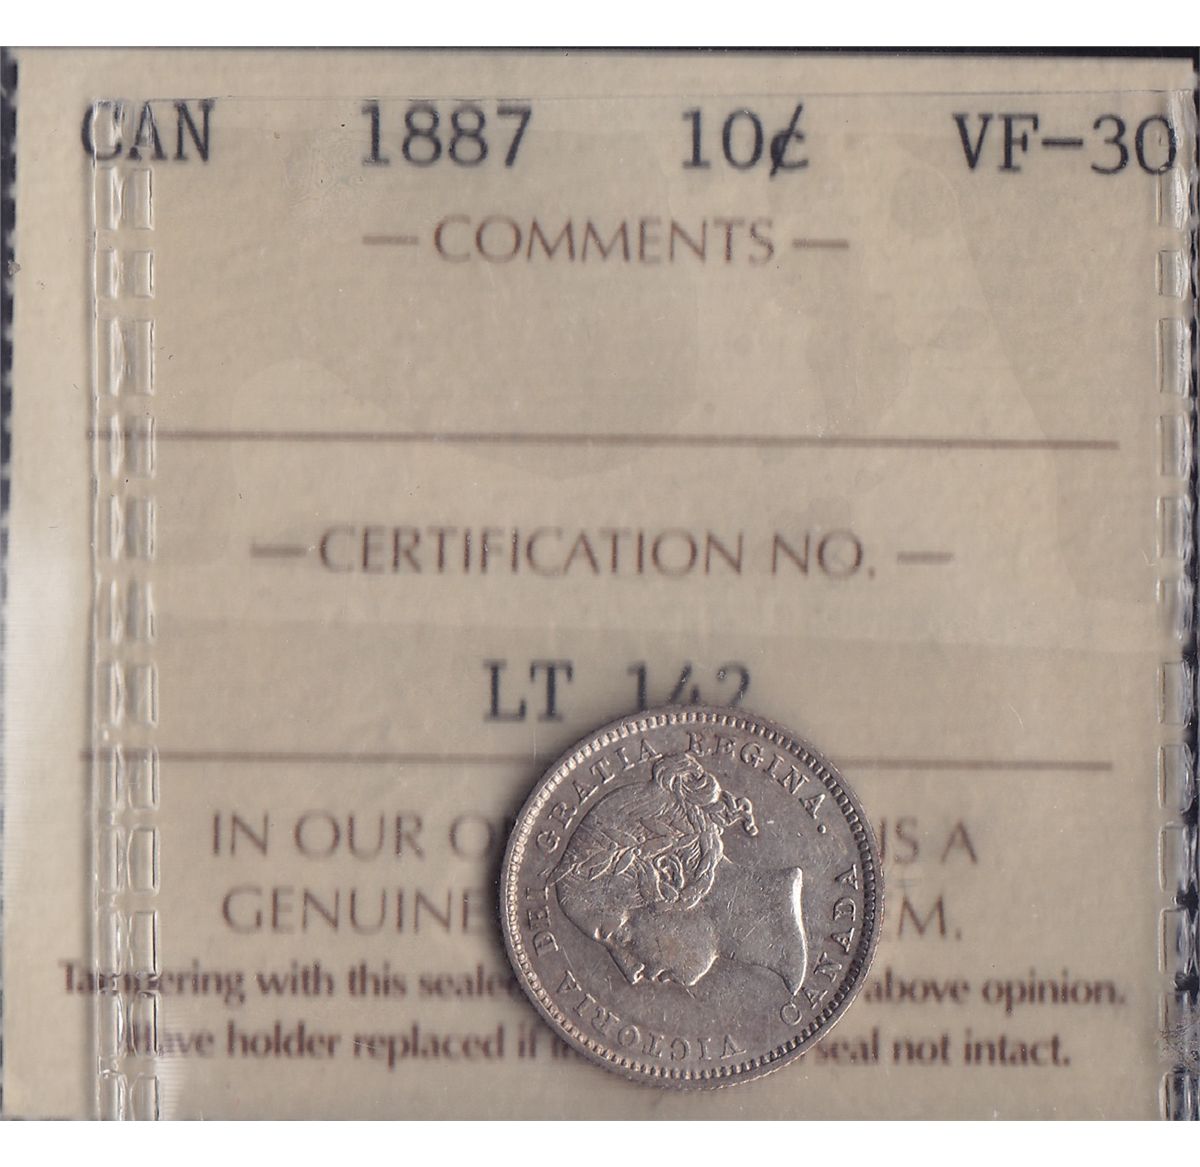 CAN 1887 10¢ VF-30
— COMMENTS —
— CERTIFICATION NO. —
LT 142
IN OUR IS A
GENUINE
Tampering with this above opinion.
Have holder replaced if seal not intact.
VICTORIA DEI GRATIA REGINA.
CANADA